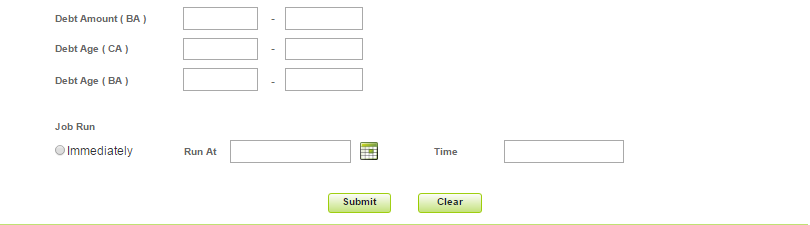 Debt Amount ( BA ) -
Debt Age ( CA ) -
Debt Age ( BA ) -
Job Run
Immediately Run At Time
Submit Clear